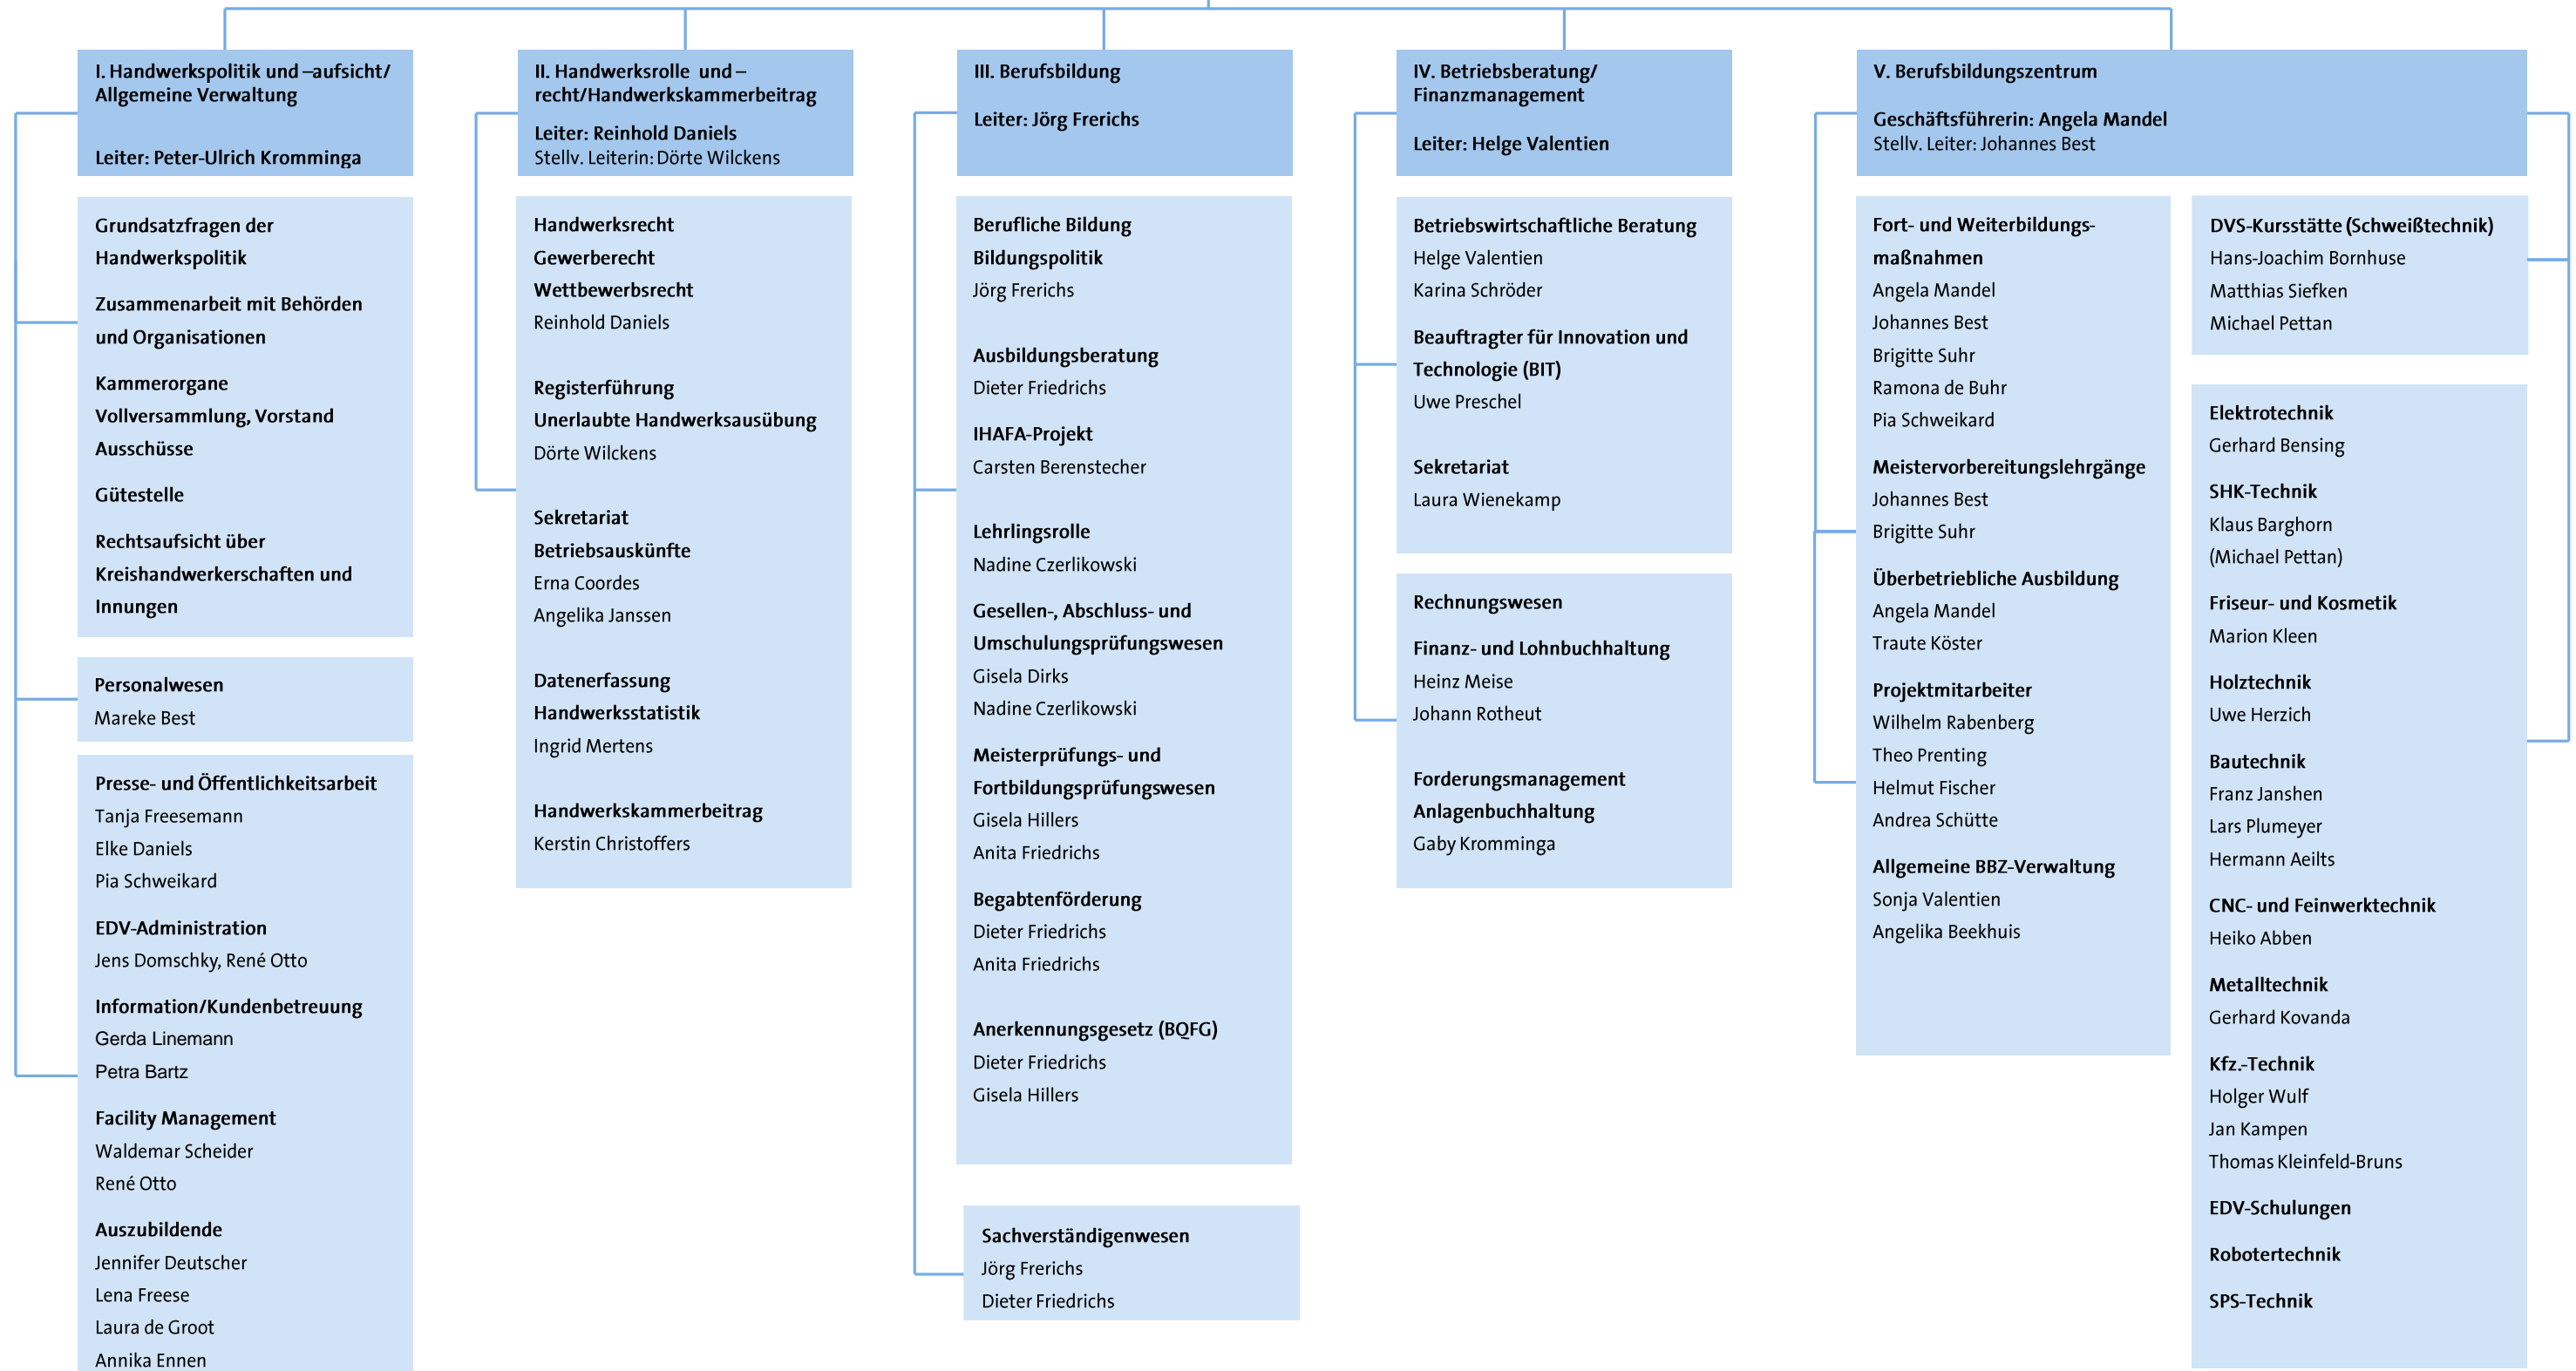 I. Handwerkspolitik und –aufsicht/
Allgemeine Verwaltung
Leiter: Peter-Ulrich Kromminga
Grundsatzfragen der
Handwerkspolitik
Zusammenarbeit mit Behörden
und Organisationen
Kammerorgane
Vollversammlung, Vorstand
Ausschüsse
Gütestelle
Rechtsaufsicht über
Kreishandwerkerschaften und
Innungen
Personalwesen
Mareke Best
Presse- und Öffentlichkeitsarbeit
Tanja Freesemann
Elke Daniels
Pia Schweikard
EDV-Administration
Jens Domschky, René Otto
Information/Kundenbetreuung
Gerda Linemann
Petra Bartz
Facility Management
Waldemar Scheider
René Otto
Auszubildende
Jennifer Deutscher
Lena Freese
Laura de Groot
Annika Ennen
II. Handwerksrolle und –
recht/Handwerkskammerbeitrag
Leiter: Reinhold Daniels
Stellv. Leiterin: Dörte Wilckens
Handwerksrecht
Gewerberecht
Wettbewerbsrecht
Reinhold Daniels
Registerführung
Unerlaubte Handwerksausübung
Dörte Wilckens
Sekretariat
Betriebsauskünfte
Erna Coordes
Angelika Janssen
Datenerfassung
Handwerksstatistik
Ingrid Mertens
Handwerkskammerbeitrag
Kerstin Christoffers
III. Berufsbildung
Leiter: Jörg Frerichs
Berufliche Bildung
Bildungspolitik
Jörg Frerichs
Ausbildungsberatung
Dieter Friedrichs
IHAFA-Projekt
Carsten Berenstecher
Lehrlingsrolle
Nadine Czerlikowski
Gesellen-, Abschluss- und
Umschulungsprüfungswesen
Gisela Dirks
Nadine Czerlikowski
Meisterprüfungs- und
Fortbildungsprüfungswesen
Gisela Hillers
Anita Friedrichs
Begabtenförderung
Dieter Friedrichs
Anita Friedrichs
Anerkennungsgesetz (BQFG)
Dieter Friedrichs
Gisela Hillers
Sachverständigenwesen
Jörg Frerichs
Dieter Friedrichs
IV. Betriebsberatung/
Finanzmanagement
Leiter: Helge Valentien
Betriebswirtschaftliche Beratung
Helge Valentien
Karina Schröder
Beauftragter für Innovation und
Technologie (BIT)
Uwe Preschel
Sekretariat
Laura Wienekamp
Rechnungswesen
Finanz- und Lohnbuchhaltung
Heinz Meise
Johann Rotheut
Forderungsmanagement
Anlagenbuchhaltung
Gaby Kromminga
V. Berufsbildungszentrum
Geschäftsführerin: Angela Mandel
Stellv. Leiter: Johannes Best
Fort- und Weiterbildungs-
maßnahmen
Angela Mandel
Johannes Best
Brigitte Suhr
Ramona de Buhr
Pia Schweikard
Meistervorbereitungslehrgänge
Johannes Best
Brigitte Suhr
Überbetriebliche Ausbildung
Angela Mandel
Traute Köster
Projektmitarbeiter
Wilhelm Rabenberg
Theo Prenting
Helmut Fischer
Andrea Schütte
Allgemeine BBZ-Verwaltung
Sonja Valentien
Angelika Beekhuis
DVS-Kursstätte (Schweißtechnik)
Hans-Joachim Bornhuse
Matthias Siefken
Michael Pettan
Elektrotechnik
Gerhard Bensing
SHK-Technik
Klaus Barghorn
(Michael Pettan)
Friseur- und Kosmetik
Marion Kleen
Holztechnik
Uwe Herzich
Bautechnik
Franz Janshen
Lars Plumeyer
Hermann Aeilts
CNC- und Feinwerktechnik
Heiko Abben
Metalltechnik
Gerhard Kovanda
Kfz.-Technik
Holger Wulf
Jan Kampen
Thomas Kleinfeld-Bruns
EDV-Schulungen
Robotertechnik
SPS-Technik